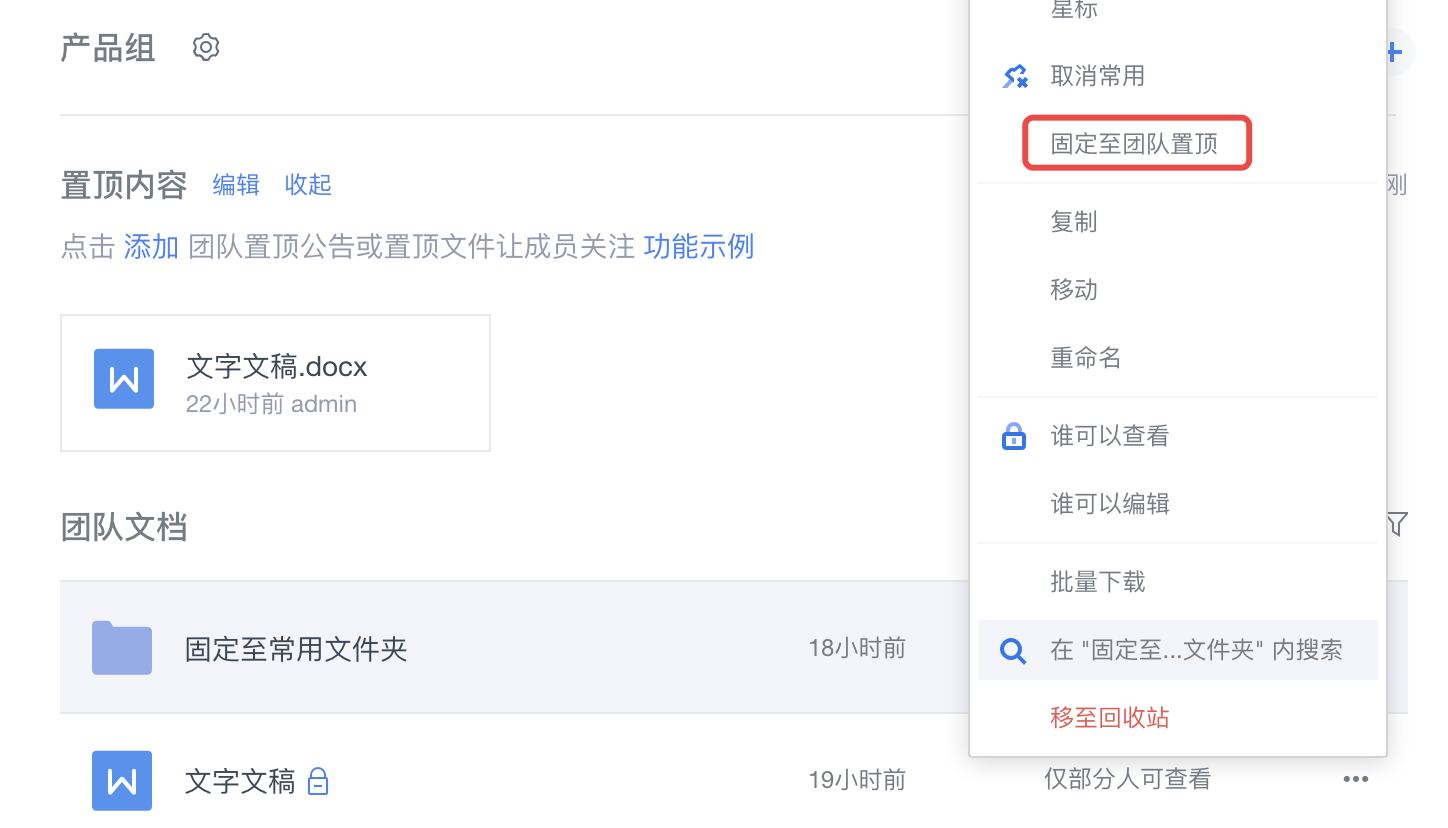 产品组
置顶内容 编辑 收起
点击 添加 团队置顶公告或置顶文件让成员关注 功能示例
文字文稿.docx
22小时前 admin
团队文档
固定至常用文件夹 18小时前
文字文稿 19小时前 仅部分人可查看
星标
取消常用
固定至团队置顶
刚
复制
移动
重命名
谁可以查看
谁可以编辑
批量下载
在 "固定至...文件夹" 内搜索
移至回收站